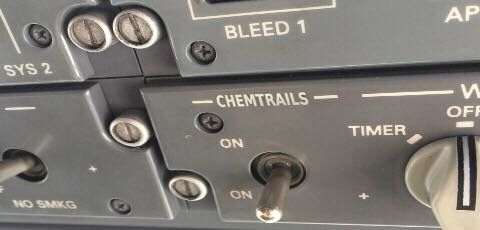 BLEED 1
AP
SYS 2
CHEMTRAILS
W
OFF
TIMER
ON
ON
NO SMKG